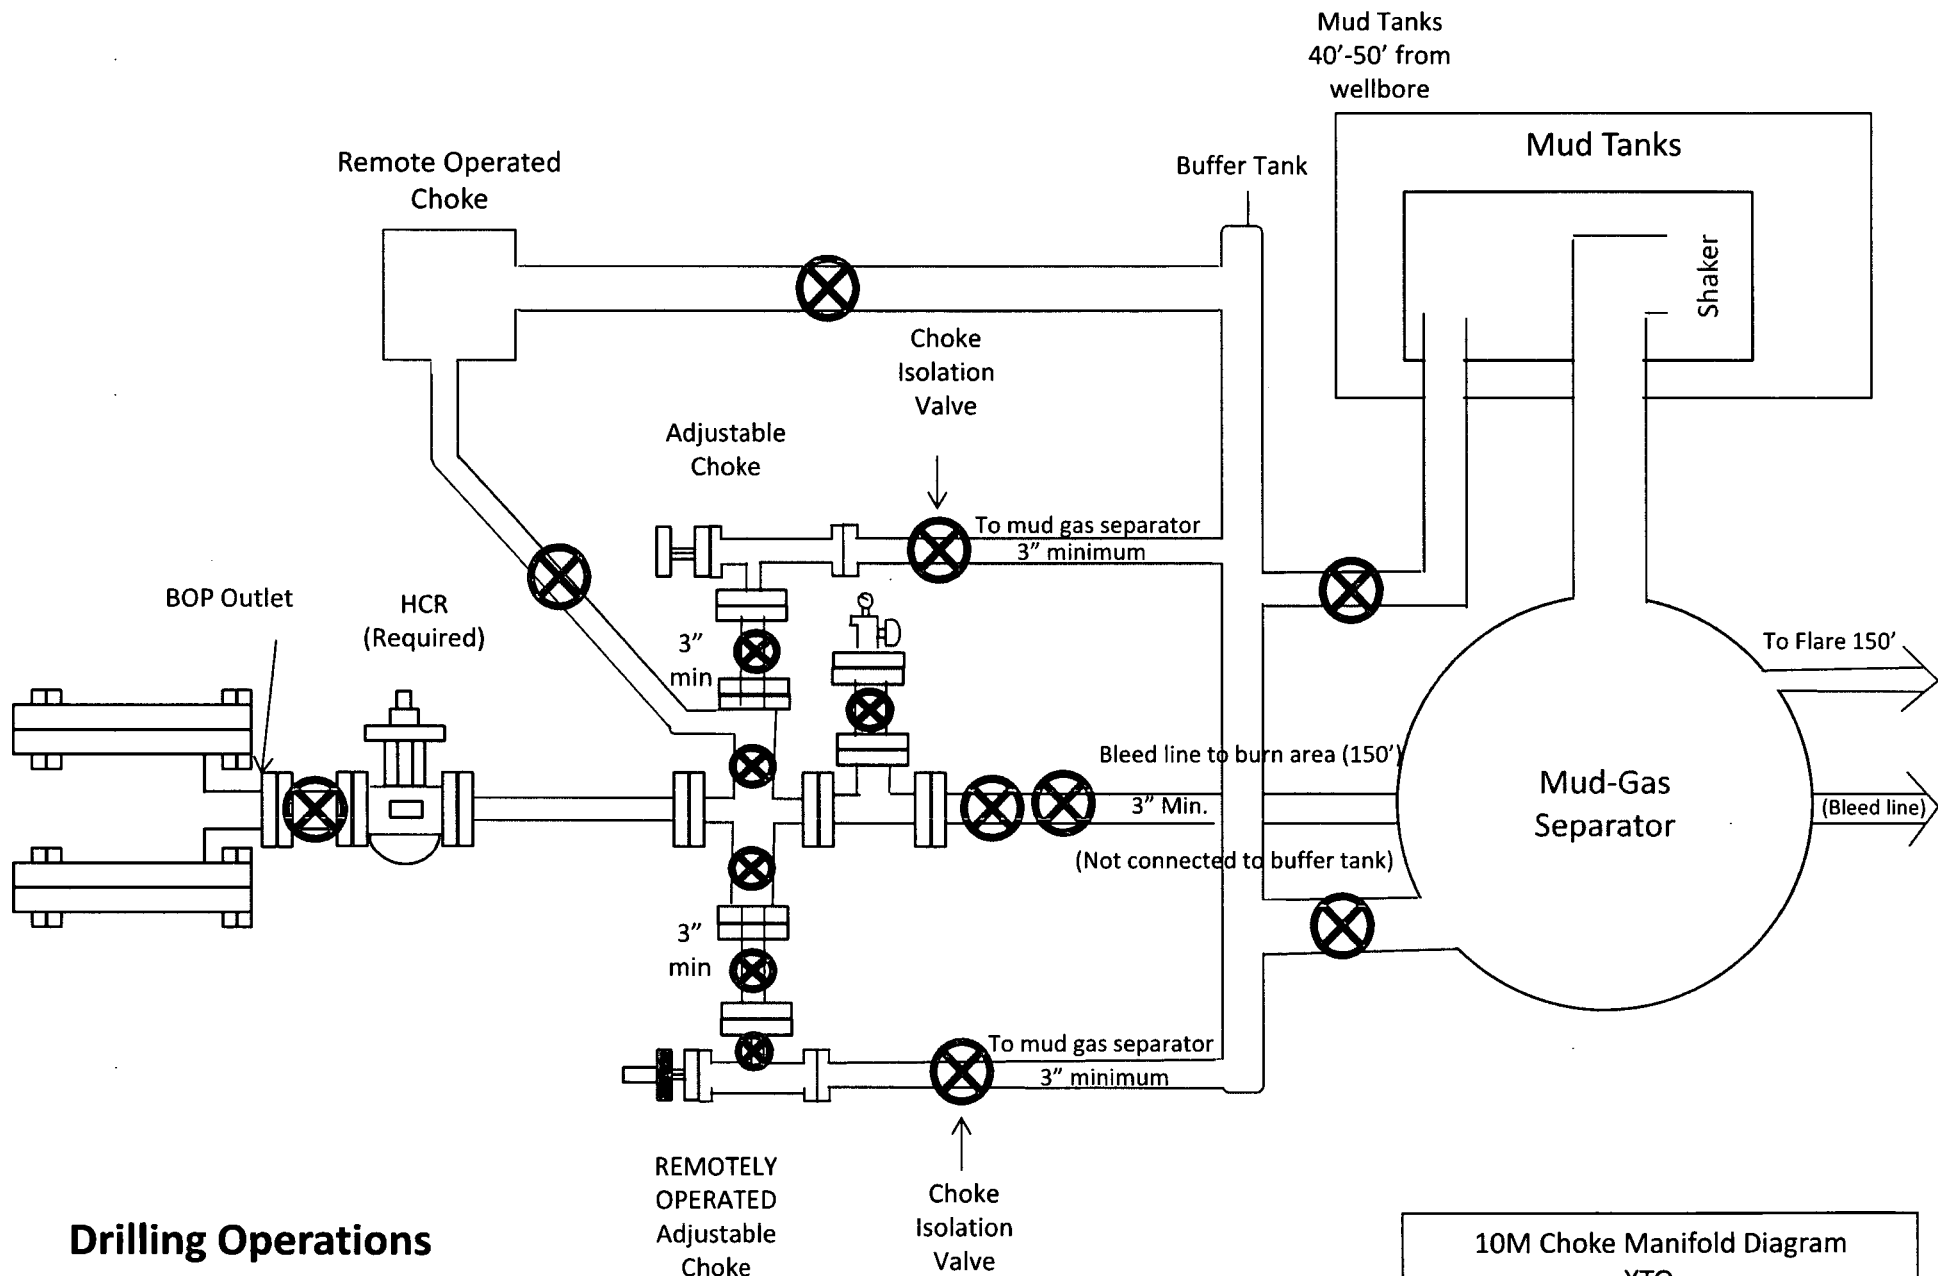 Mud Tanks
40'-50' from
wellbore
Mud Tanks
Remote Operated
Choke
Buffer Tank
Shaker
Choke
Isolation
Valve
Adjustable
Choke
To mud gas separator
3" minimum
BOP Outlet
HCR
(Required)
3"
min
To Flare 150'
Bleed line to burn area (150')
3" Min.
Mud-Gas
Separator
(Bleed line)
(Not connected to buffer tank)
3"
min
To mud gas separator
3" minimum
REMOTELY
OPERATED
Adjustable
Choke
Choke
Isolation
Valve
Drilling Operations
10M Choke Manifold Diagram
XTO